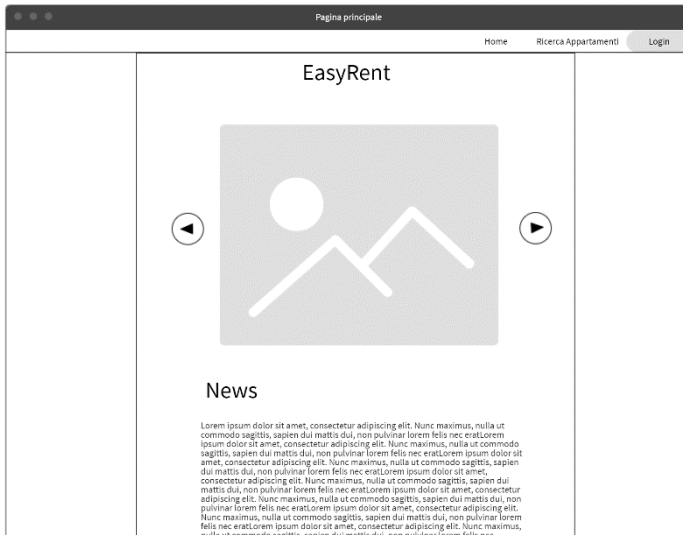 Pagina principale
Home Ricerca Appartamenti Login
EasyRent
News
Lorem ipsum dolor sit amet, consectetur adipiscing elit. Nunc maximus, nulla ut
commodo sagittis, sapien dui mattis dui, non pulvinar lorem felis nec eratLorem
ipsum dolor sit amet, consectetur adipiscing elit. Nunc maximus, nulla ut commodo
sagittis, sapien dui mattis dui, non pulvinar lorem felis nec eratLorem ipsum dolor sit
amet, consectetur adipiscing elit. Nunc maximus, nulla ut commodo sagittis, sapien
dui mattis dui, non pulvinar lorem felis nec eratLorem ipsum dolor sit amet,
consectetur adipiscing elit. Nunc maximus, nulla ut commodo sagittis, sapien dui
mattis dui, non pulvinar lorem felis nec eratLorem ipsum dolor sit amet, consectetur
adipiscing elit. Nunc maximus, nulla ut commodo sagittis, sapien dui mattis dui, non
pulvinar lorem felis nec eratLorem ipsum dolor sit amet, consectetur adipiscing elit.
Nunc maximus, nulla ut commodo sagittis, sapien dui mattis dui, non pulvinar lorem
felis nec eratLorem ipsum dolor sit amet, consectetur adipiscing elit. Nunc maximus,